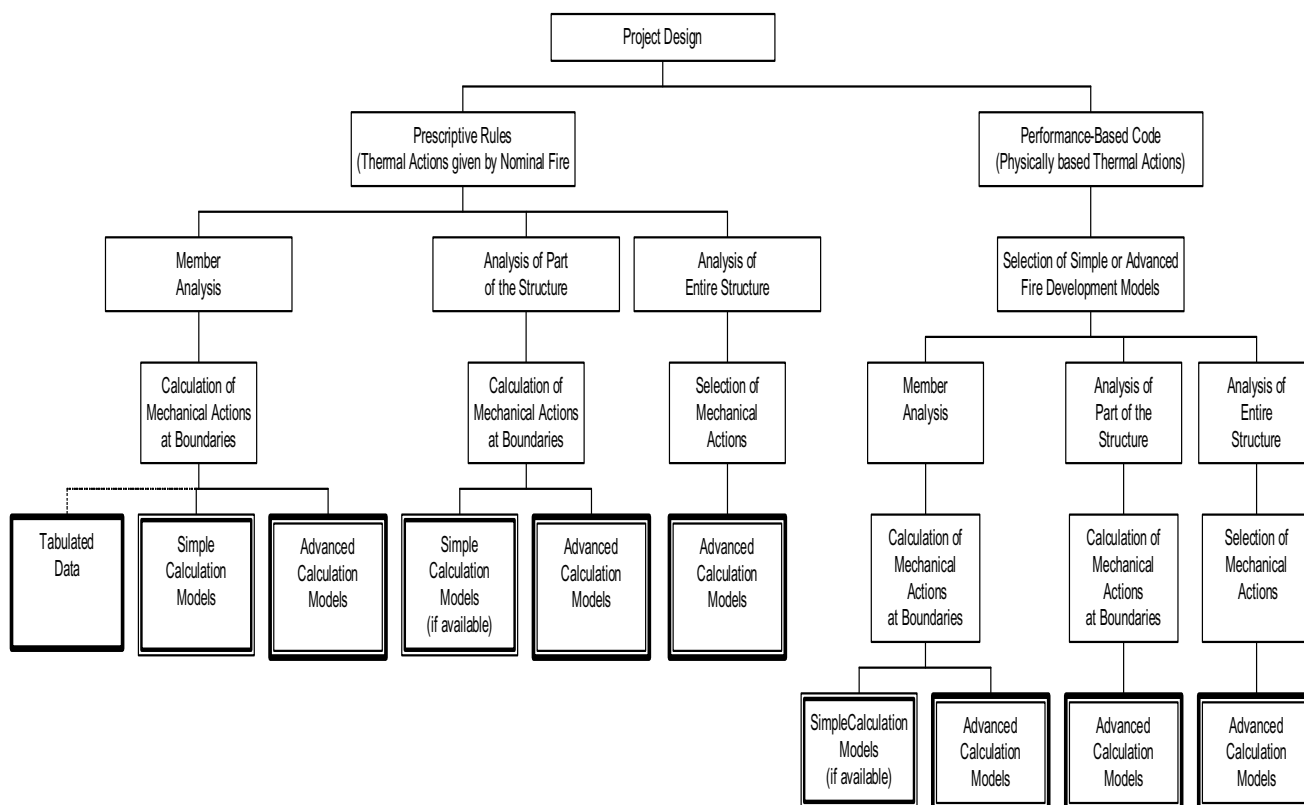 Project Design
Prescriptive Rules
(Thermal Actions given by Nominal Fire
Performance-Based Code
(Physically based Thermal Actions)
Member
Analysis
Analysis of Part
of the Structure
Analysis of
Entire Structure
Selection of Simple or Advanced
Fire Development Models
Calculation of
Mechanical Actions
at Boundaries
Calculation of
Mechanical Actions
at Boundaries
Selection of
Mechanical
Actions
Member
Analysis
Analysis of
Part of the
Structure
Analysis of
Entire
Structure
Tabulated
Data
Simple
Calculation
Models
Advanced
Calculation
Models
Simple
Calculation
Models
(if available)
Advanced
Calculation
Models
Advanced
Calculation
Models
Calculation of
Mechanical
Actions
at Boundaries
Calculation of
Mechanical
Actions
at Boundaries
Selection of
Mechanical
Actions
SimpleCalculation
Models
(if available)
Advanced
Calculation
Models
Advanced
Calculation
Models
Advanced
Calculation
Models